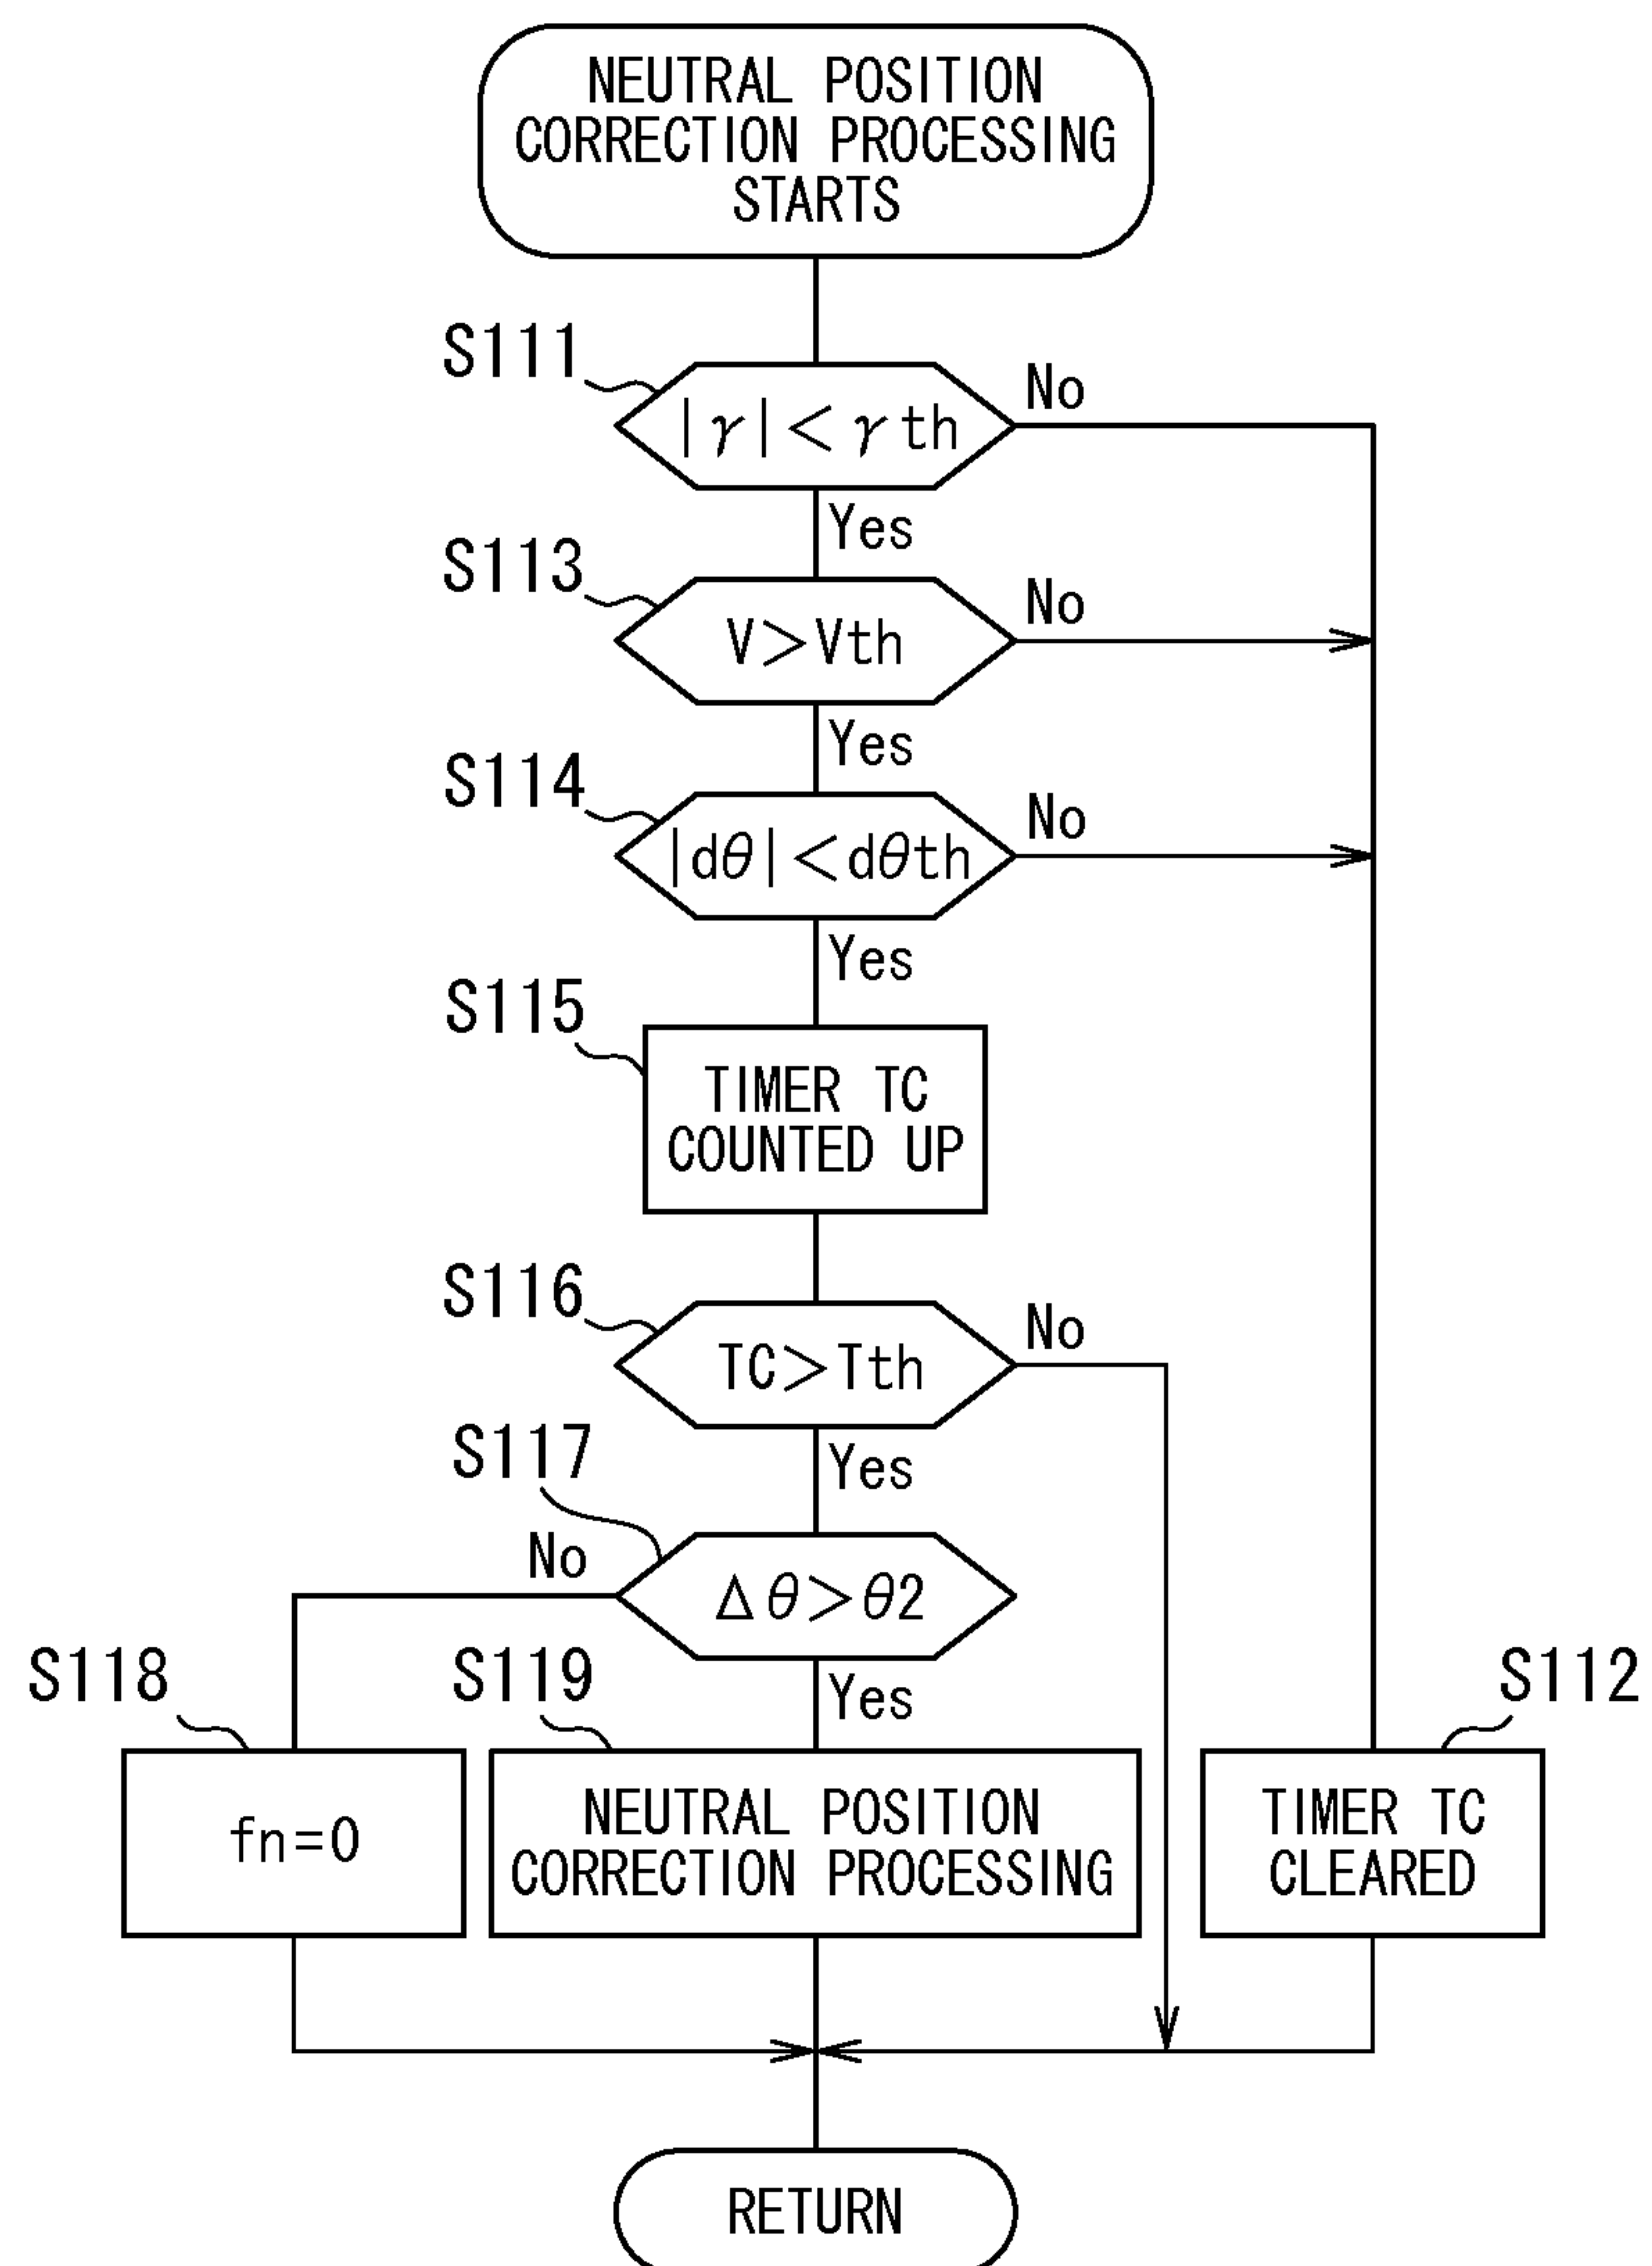 NEUTRAL POSITION
CORRECTION PROCESSING
STARTS
S111
|γ|<γth
No
Yes
S113
V>Vth
No
Yes
S114
|dθ|<dθth
No
Yes
S115
TIMER TC
COUNTED UP
S116
TC>Tth
No
Yes
S117
No
Δθ>θ2
Yes
S118
fn=0
S119
NEUTRAL POSITION
CORRECTION PROCESSING
S112
TIMER TC
CLEARED
RETURN